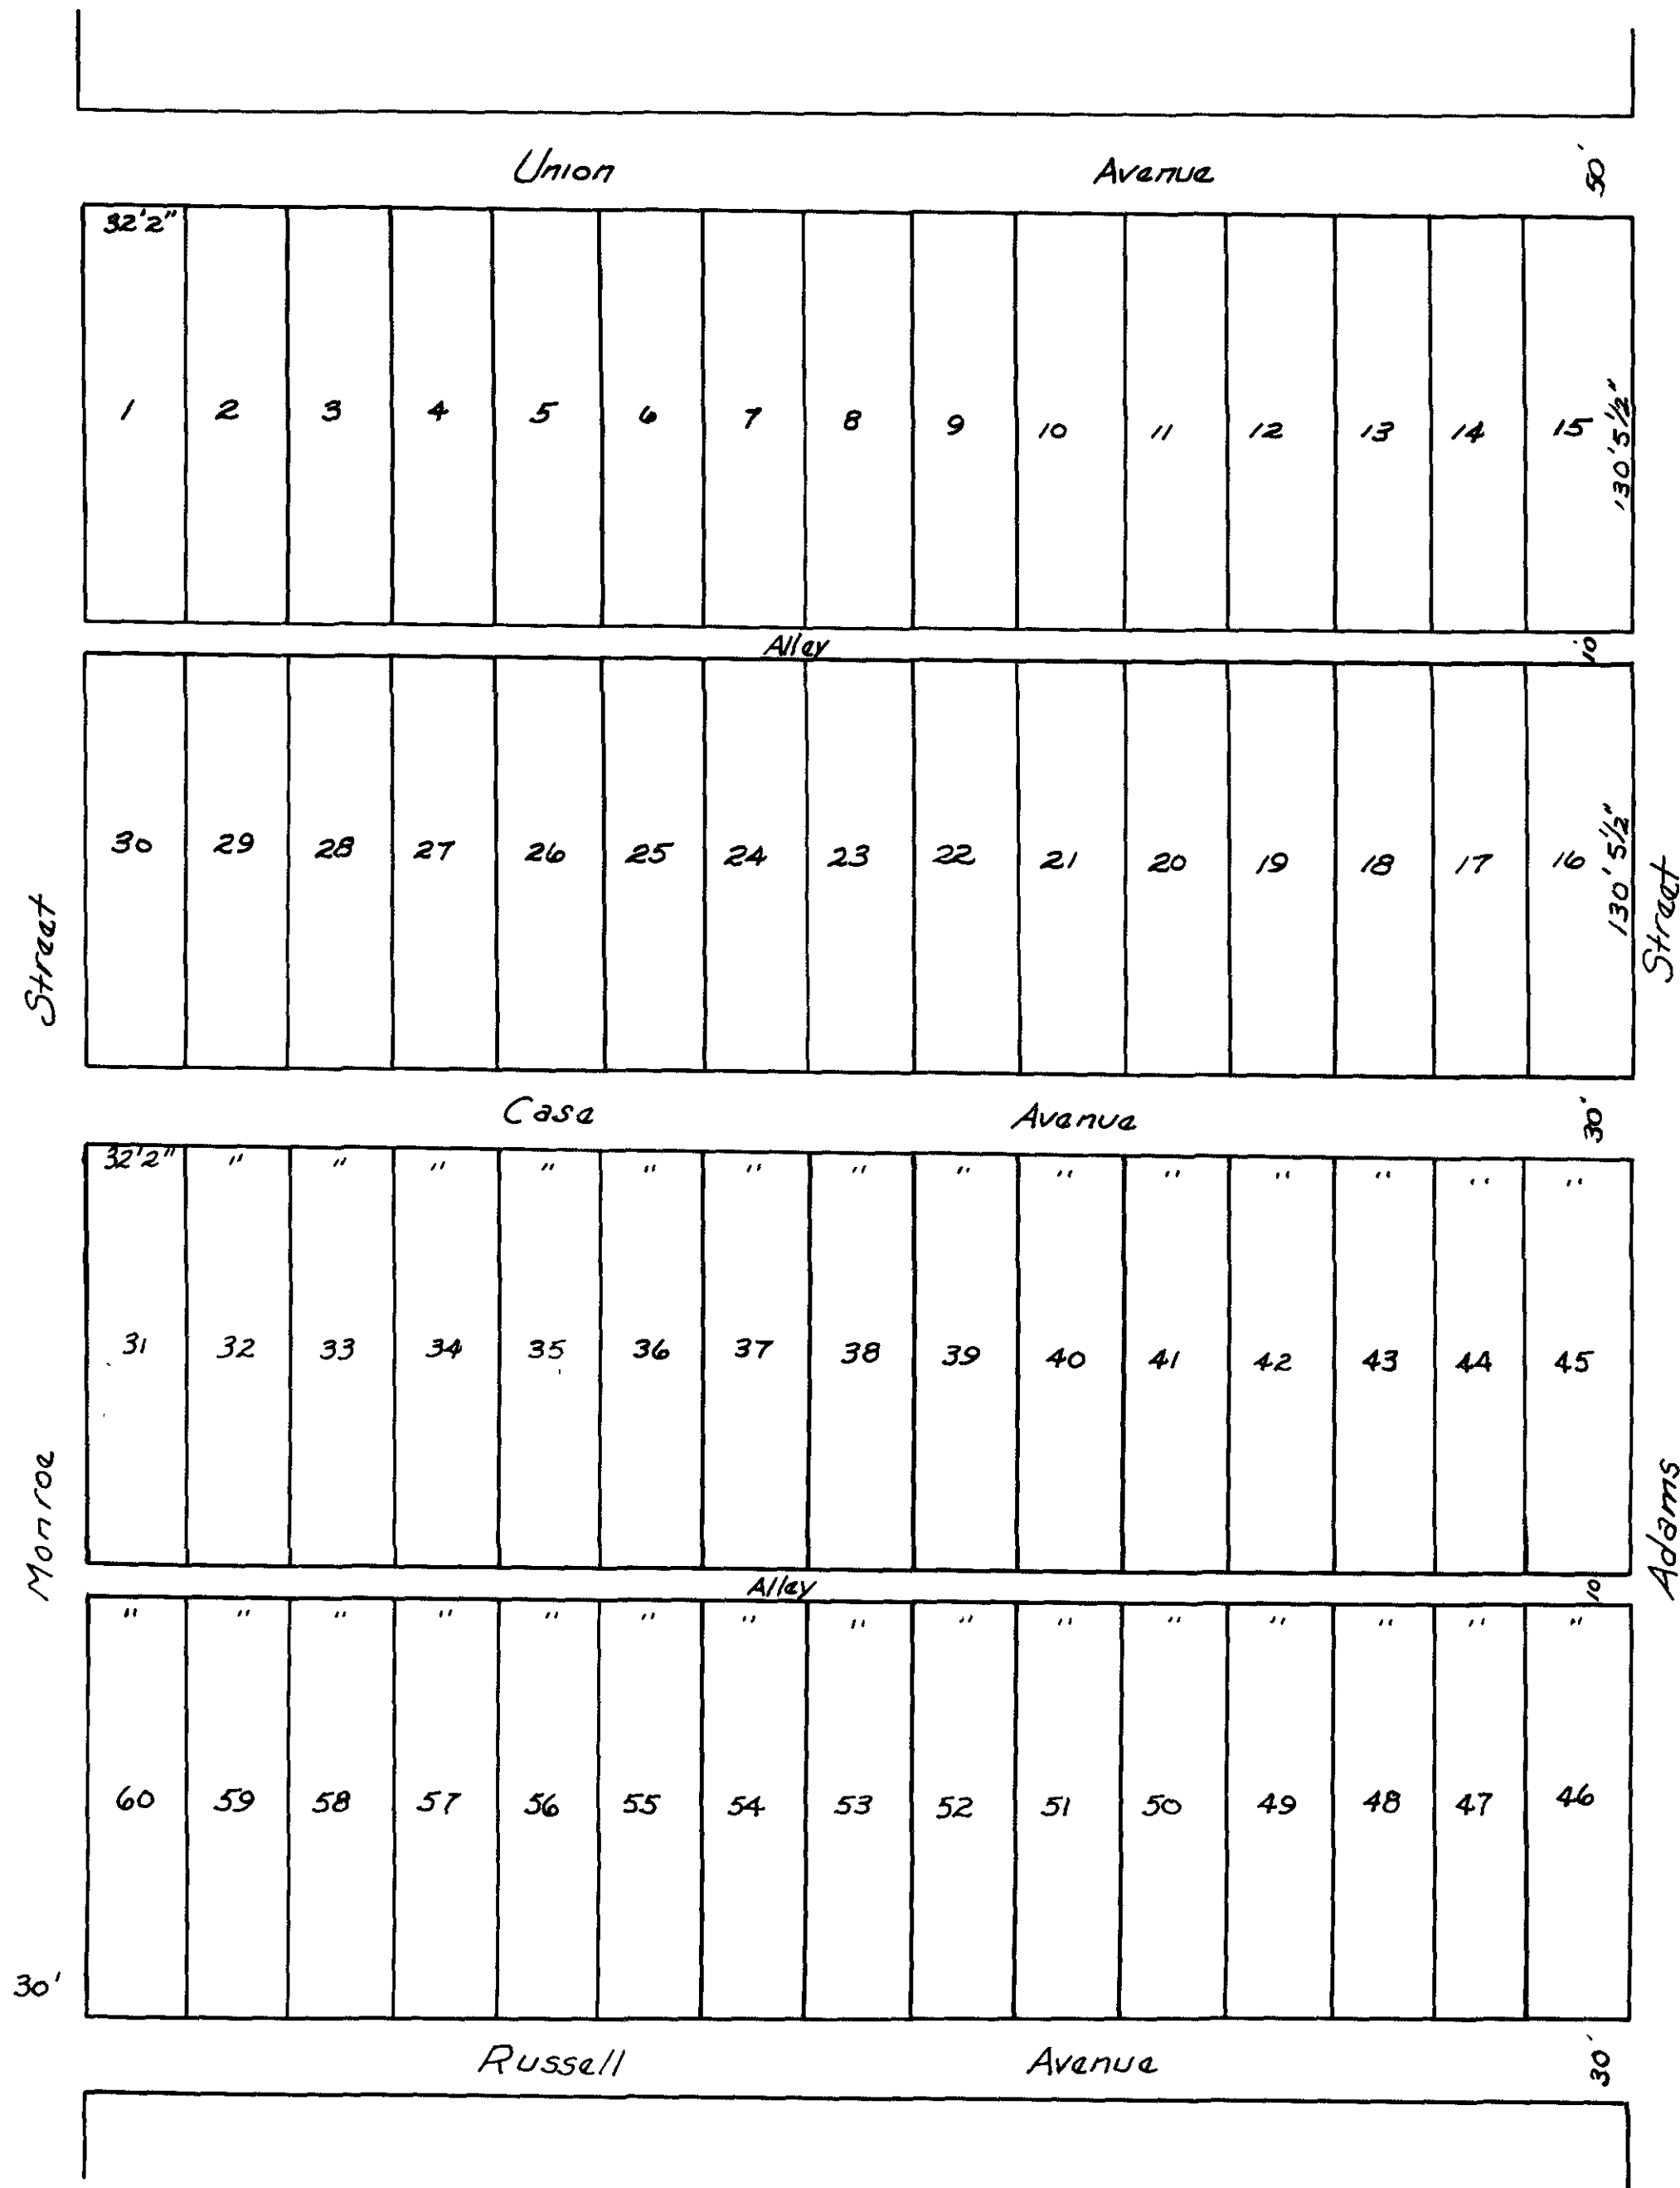 Union Avenue 50'
32'2"
1 2 3 4 5 6 7 8 9 10 11 12 13 14 15 130'5½"
Alley 10'
30 29 28 27 26 25 24 23 22 21 20 19 18 17 16 130'5½"
Street
Street
Case Avenue 30'
32'2" " " " " " " " " " " " " " "
31 32 33 34 35 36 37 38 39 40 41 42 43 44 45
Monroe
Adams
Alley 10
" " " " " " " " " " " " " " "
60 59 58 57 56 55 54 53 52 51 50 49 48 47 46
30'
Russell Avenue 30'